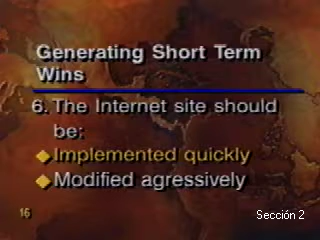 Generating Short Term
Wins
6. The Internet site should
be:
Implemented quickly
Modified agressively
16
Sección 2